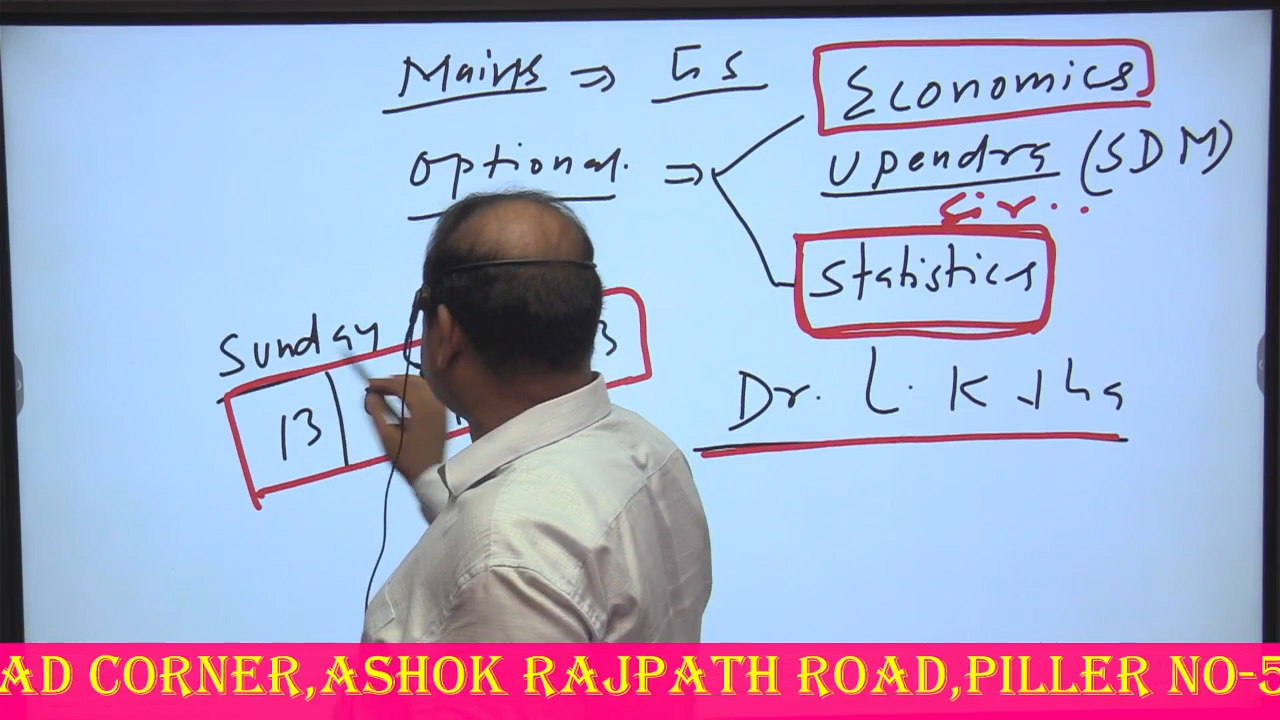 Mains ⇒ GS
Optional. ⇒
Economics
Upendra (SDM)
Sir..
Statistics
Dr. L. K Jha
Sunday
13
3
AD CORNER,ASHOK RAJPATH ROAD,PILLER NO-5